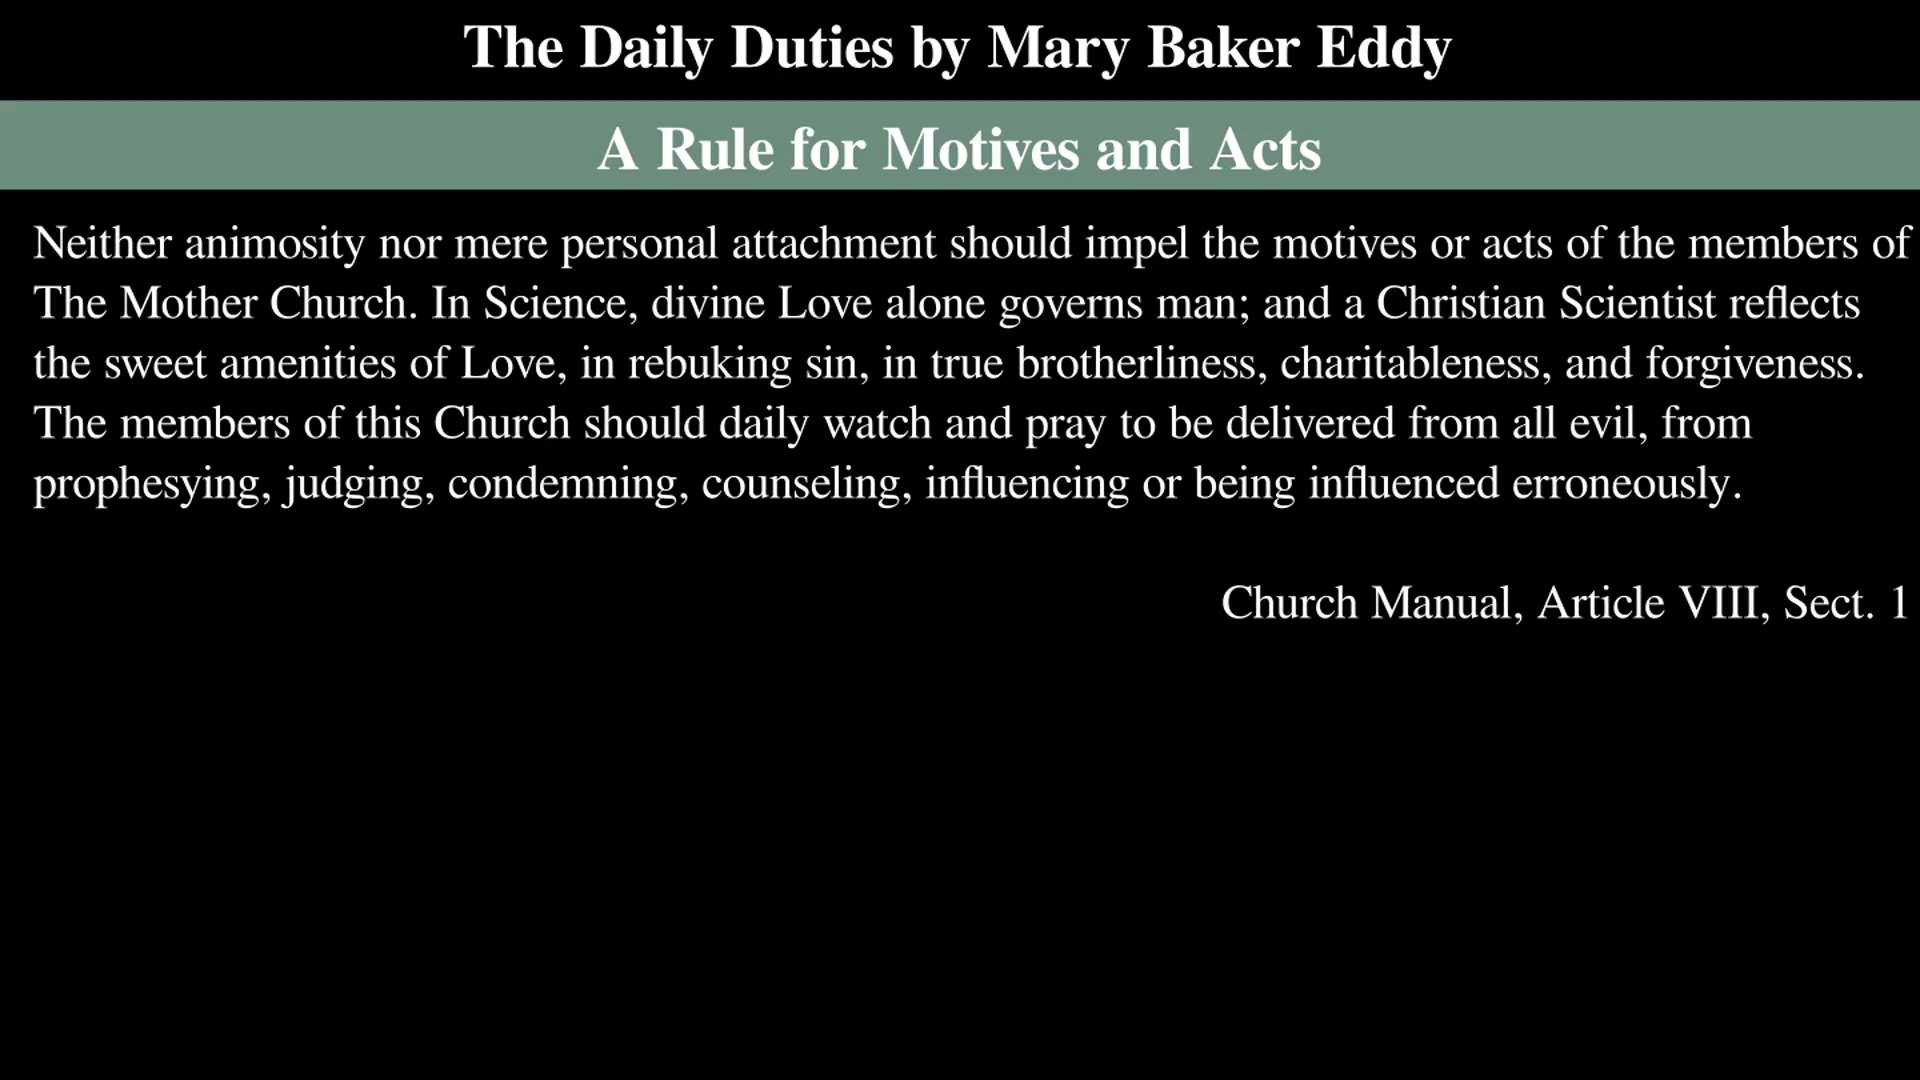 The Daily Duties by Mary Baker Eddy
A Rule for Motives and Acts
Neither animosity nor mere personal attachment should impel the motives or acts of the members of
The Mother Church. In Science, divine Love alone governs man; and a Christian Scientist reflects
the sweet amenities of Love, in rebuking sin, in true brotherliness, charitableness, and forgiveness.
The members of this Church should daily watch and pray to be delivered from all evil, from
prophesying, judging, condemning, counseling, influencing or being influenced erroneously.
Church Manual, Article VIII, Sect. 1